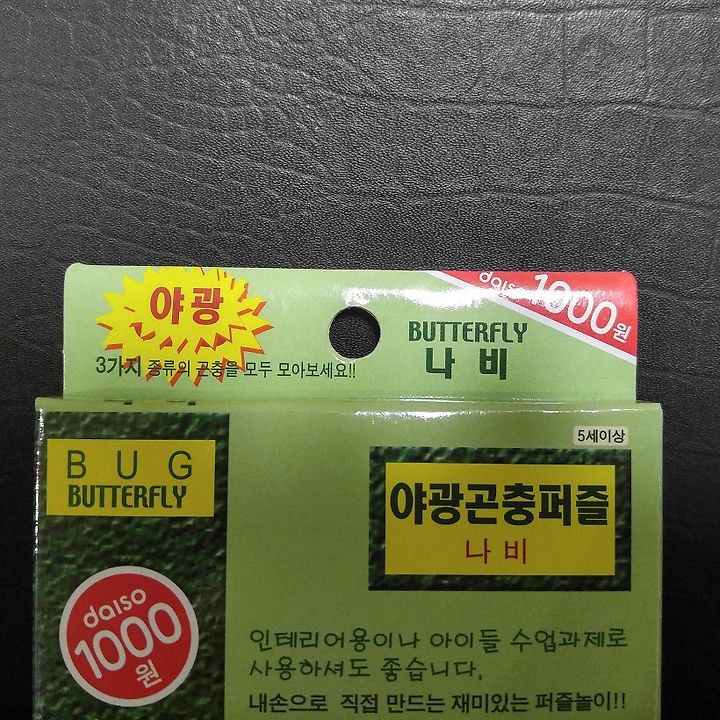 야광
3가지 종류의 곤충을 모두 모아보세요!!
BUTTERFLY
나비
daiso 1000원
5세이상
BUG
BUTTERFLY
야광곤충퍼즐
나비
daiso
1000
원
인테리어용이나 아이들 수업과제로
사용하셔도 좋습니다.
내손으로 직접 만드는 재미있는 퍼즐놀이!!